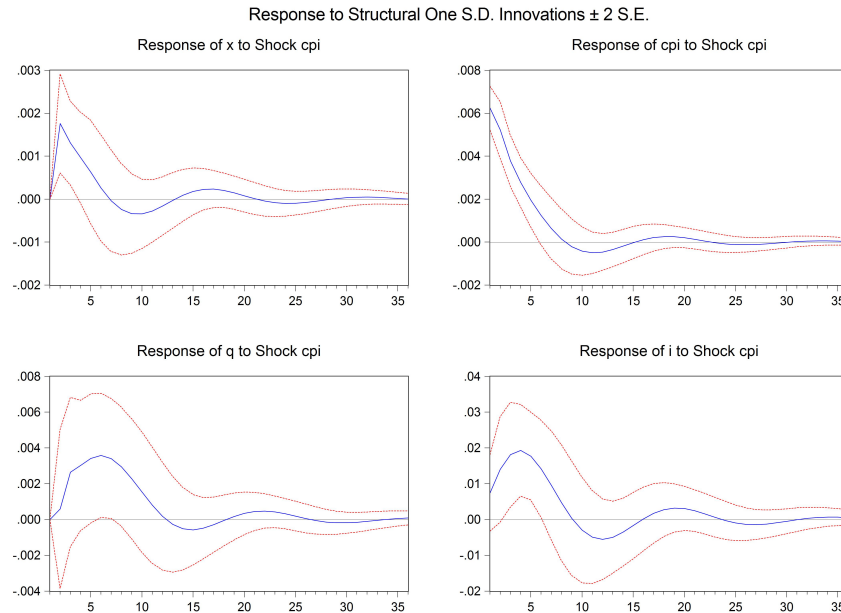 Response to Structural One S.D. Innovations ± 2 S.E.
Response of x to Shock cpi
.003
.002
.001
.000
-.001
-.002
5 10 15 20 25 30 35
Response of cpi to Shock cpi
.008
.006
.004
.002
.000
-.002
5 10 15 20 25 30 35
Response of q to Shock cpi
.008
.006
.004
.002
.000
-.002
-.004
5 10 15 20 25 30 35
Response of i to Shock cpi
.04
.03
.02
.01
.00
-.01
-.02
5 10 15 20 25 30 35